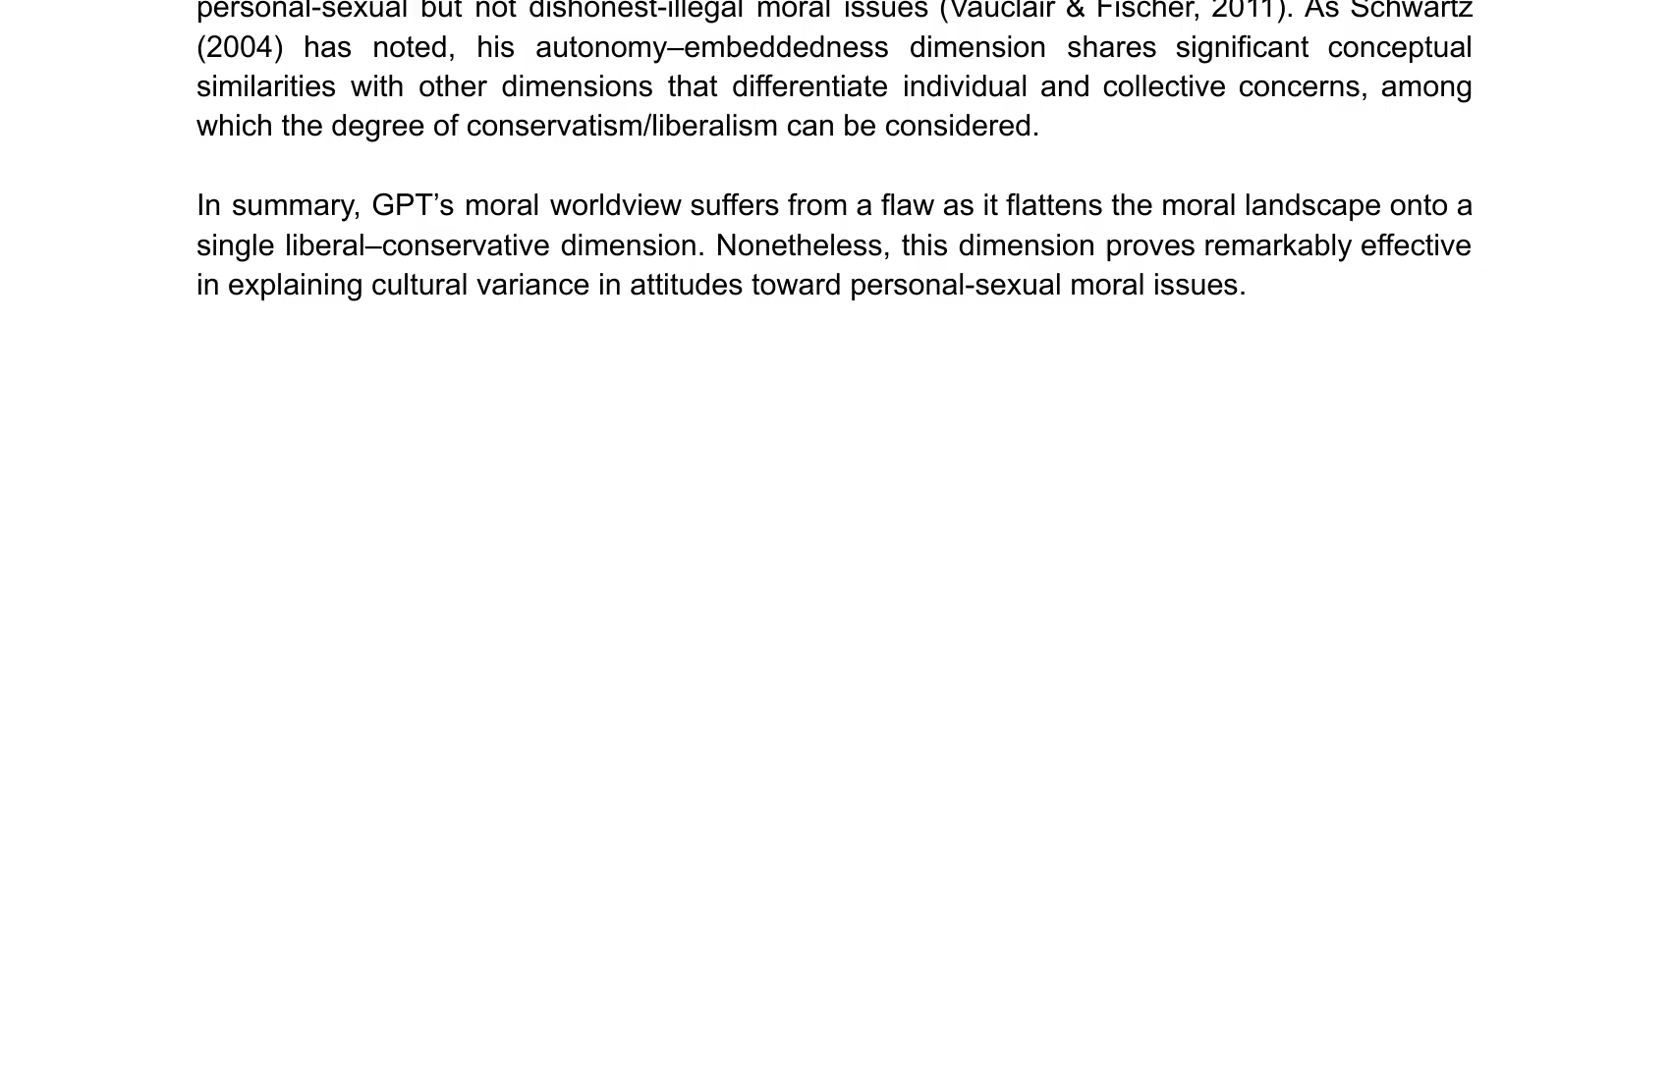 personal-sexual but not dishonest-illegal moral issues (Vauclair & Fischer, 2011). As Schwartz
(2004) has noted, his autonomy–embeddedness dimension shares significant conceptual
similarities with other dimensions that differentiate individual and collective concerns, among
which the degree of conservatism/liberalism can be considered.
In summary, GPT’s moral worldview suffers from a flaw as it flattens the moral landscape onto a
single liberal–conservative dimension. Nonetheless, this dimension proves remarkably effective
in explaining cultural variance in attitudes toward personal-sexual moral issues.